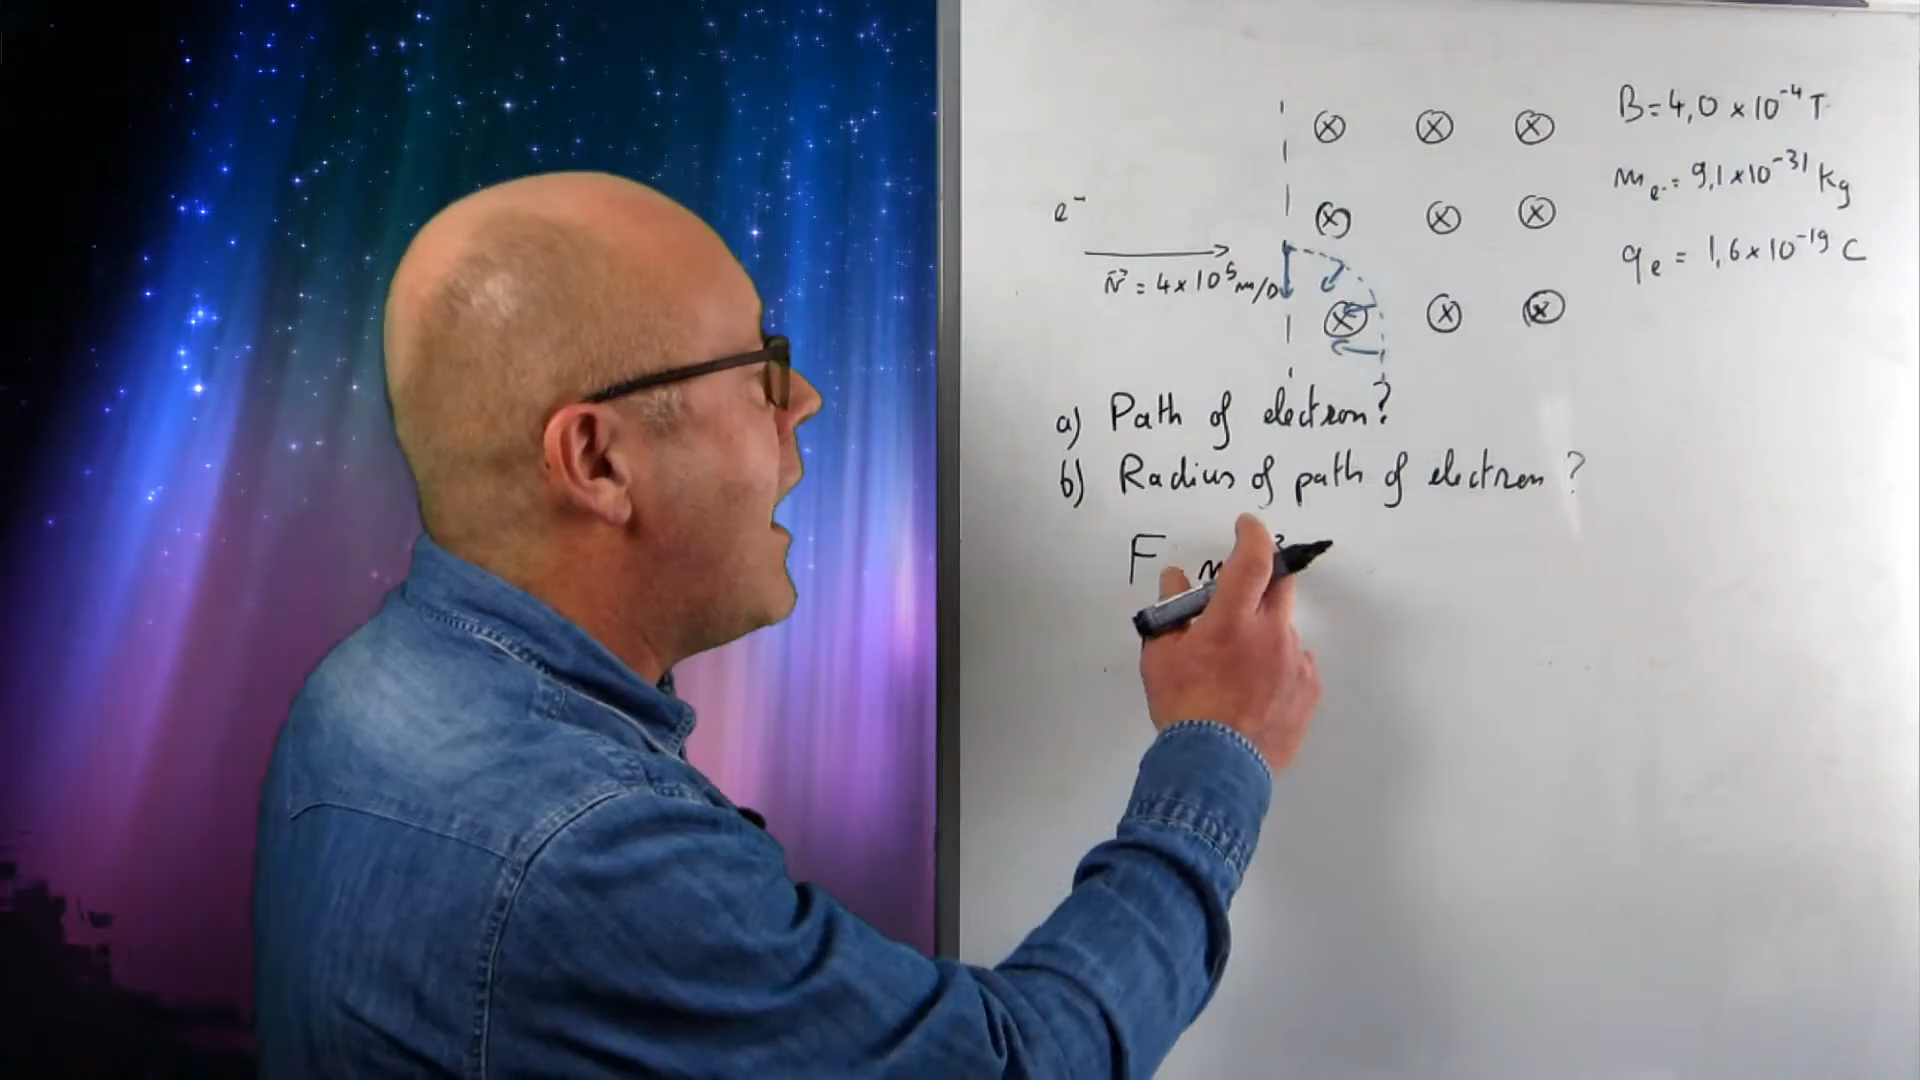 B = 4,0 × 10⁻⁴ T
mₑ₋ = 9,1 × 10⁻³¹ kg
qₑ = 1,6 × 10⁻¹⁹ C
e⁻
v⃗ = 4 × 10⁵ m/s
a) Path of electron?
b) Radius of path of electron?
F